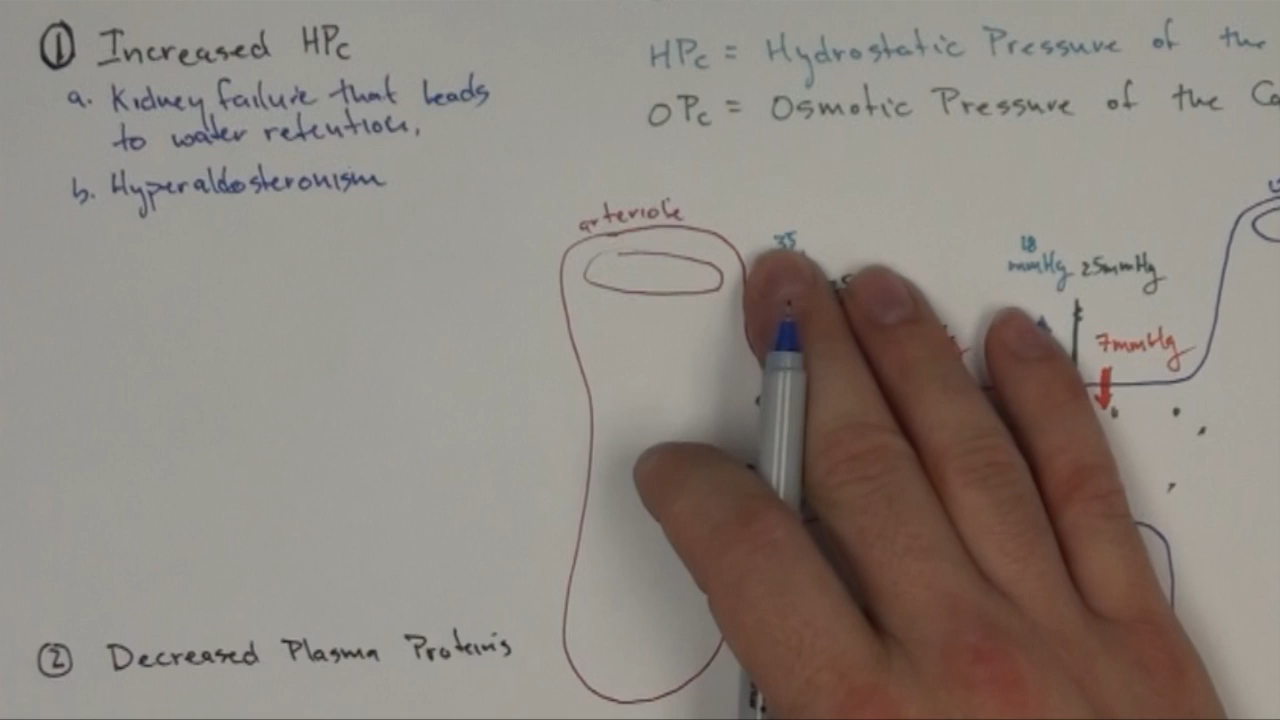 ① Increased HPc
a. Kidney failure that leads
to water retention.
b. Hyperaldosteronism
HPc = Hydrostatic Pressure of the
OPc = Osmotic Pressure of the
arteriole
35
18
mmHg 25mmHg
7mmHg
② Decreased Plasma Proteins